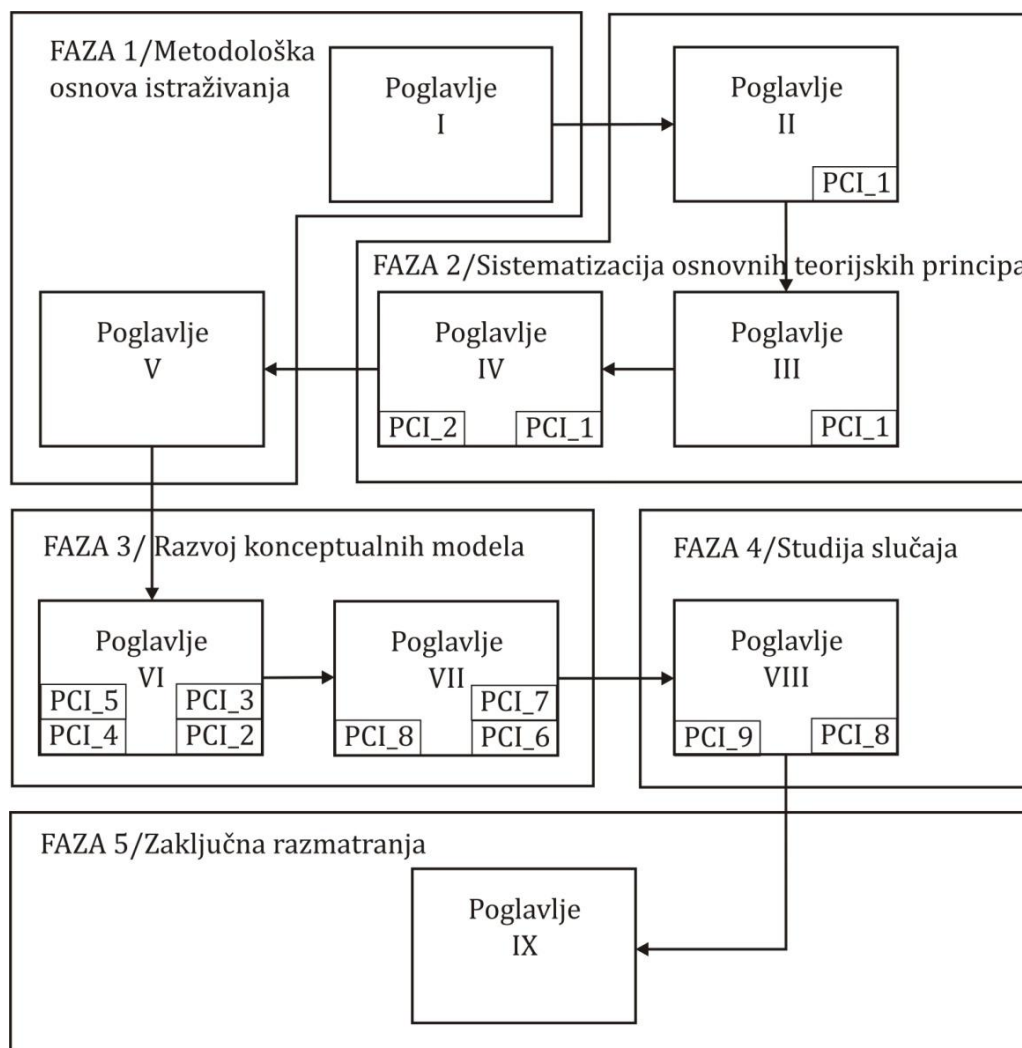 FAZA 1/Metodološka
osnova istraživanja
Poglavlje
I
Poglavlje
II
PCI_1
FAZA 2/Sistematizacija osnovnih teorijskih principa
Poglavlje
III
PCI_1
Poglavlje
IV
PCI_2 PCI_1
Poglavlje
V
FAZA 3/ Razvoj konceptualnih modela
Poglavlje
VI
PCI_5 PCI_3
PCI_4 PCI_2
Poglavlje
VII
PCI_7
PCI_8 PCI_6
FAZA 4/Studija slučaja
Poglavlje
VIII
PCI_9 PCI_8
FAZA 5/Zaključna razmatranja
Poglavlje
IX